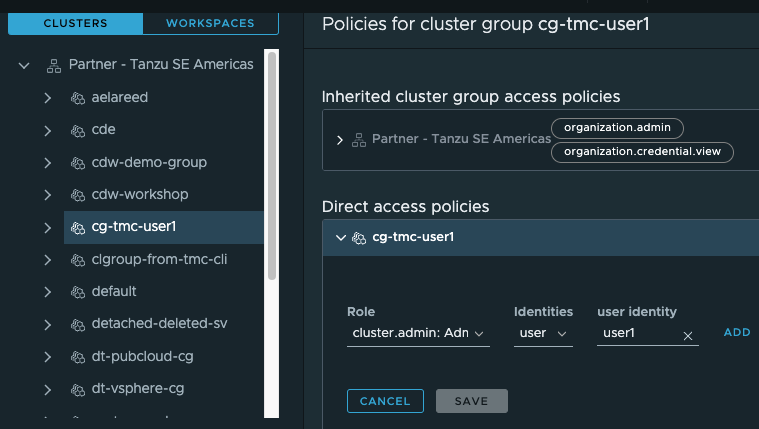 CLUSTERS
WORKSPACES
Partner - Tanzu SE Americas
aelareed
cde
cdw-demo-group
cdw-workshop
cg-tmc-user1
clgroup-from-tmc-cli
default
detached-deleted-sv
dt-pubcloud-cg
dt-vsphere-cg
Policies for cluster group cg-tmc-user1
Inherited cluster group access policies
Partner - Tanzu SE Americas
organization.admin
organization.credential.view
Direct access policies
cg-tmc-user1
Role Identities user identity
cluster.admin: Adn user user1 ADD
CANCEL SAVE